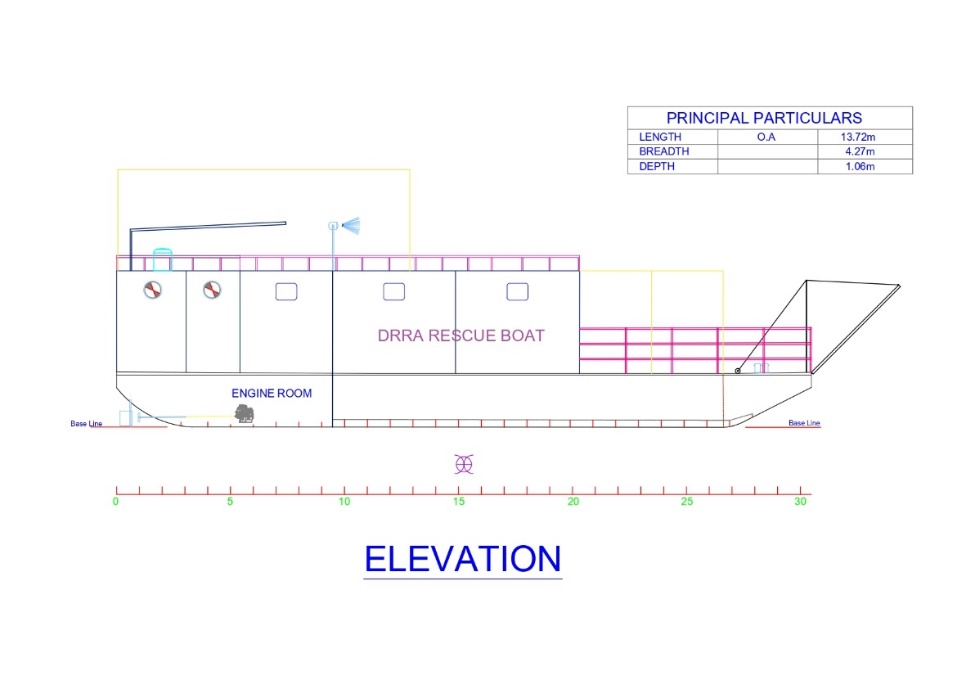 PRINCIPAL PARTICULARS
LENGTH O.A 13.72m
BREADTH 4.27m
DEPTH 1.06m
DRRA RESCUE BOAT
ENGINE ROOM
Base Line
Base Line
0 5 10 15 20 25 30
ELEVATION